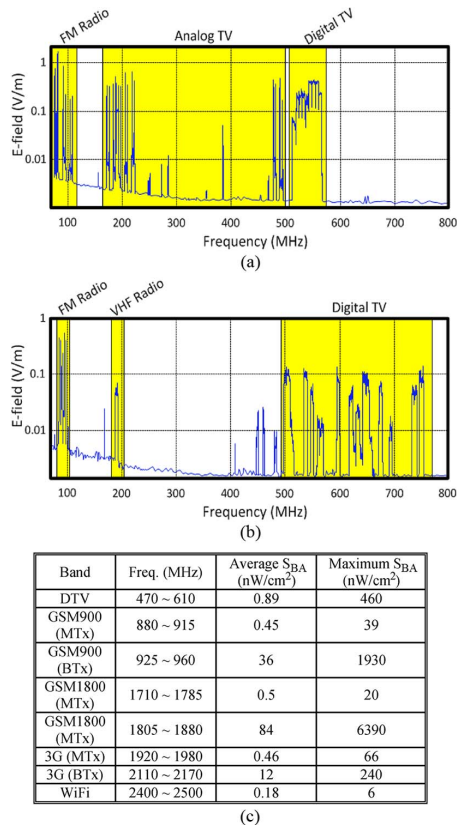 FM Radio
Analog TV
Digital TV
E-field (V/m)
1
0.1
0.001
100 200 300 400 500 600 700 800
Frequency (MHz)
(a)
FM Radio
VHF Radio
Digital TV
E-field (V/m)
1
0.1
0.01
100 200 300 400 500 600 700 800
Frequency (MHz)
(b)
Band Freq. (MHz) Average S_BA (nW/cm²) Maximum S_BA (nW/cm²)
DTV 470 ~ 610 0.89 460
GSM900 (MTx) 880 ~ 915 0.45 39
GSM900 (BTx) 925 ~ 960 36 1930
GSM1800 (MTx) 1710 ~ 1785 0.5 20
GSM1800 (MTx) 1805 ~ 1880 84 6390
3G (MTx) 1920 ~ 1980 0.46 66
3G (BTx) 2110 ~ 2170 12 240
WiFi 2400 ~ 2500 0.18 6
(c)